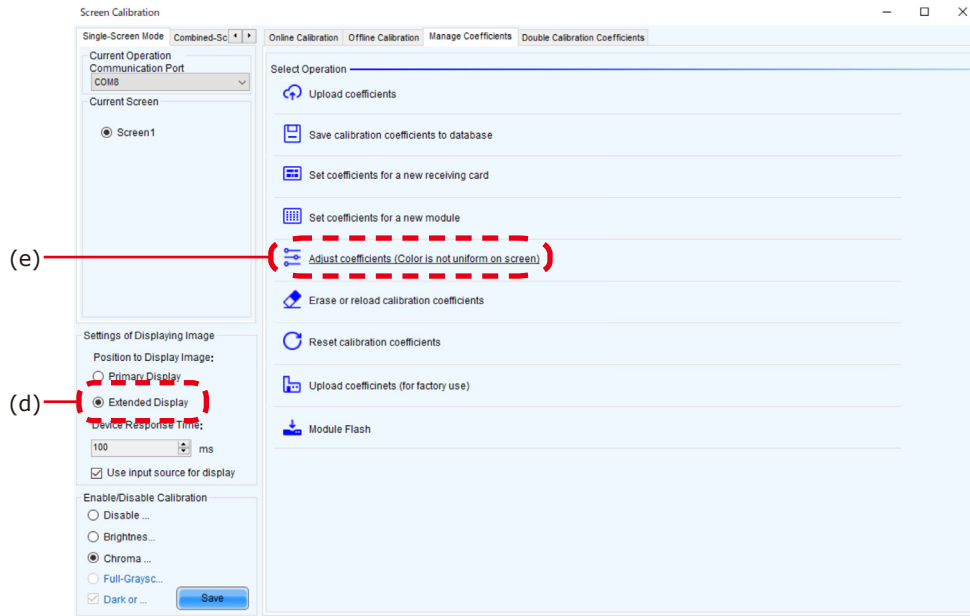 Screen Calibration
Single-Screen Mode Combined-Sc
Current Operation
Communication Port
COM8
Current Screen
Screen1
Settings of Displaying Image
Position to Display Image:
Primary Display
(d) Extended Display
Device Response Time:
100 ms
Use input source for display
Enable/Disable Calibration
Disable ...
Brightnes...
Chroma ...
Full-Graysc...
Dark or ... Save
Online Calibration Offline Calibration Manage Coefficients Double Calibration Coefficients
Select Operation
Upload coefficients
Save calibration coefficients to database
Set coefficients for a new receiving card
Set coefficients for a new module
(e) Adjust coefficients (Color is not uniform on screen)
Erase or reload calibration coefficients
Reset calibration coefficients
Upload coefficinets (for factory use)
Module Flash